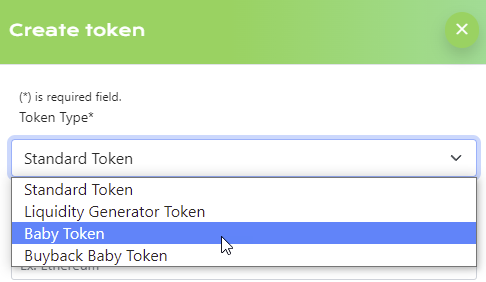 Create token
(*) is required field.
Token Type*
Standard Token
Standard Token
Liquidity Generator Token
Baby Token
Buyback Baby Token
Ex: Ethereum